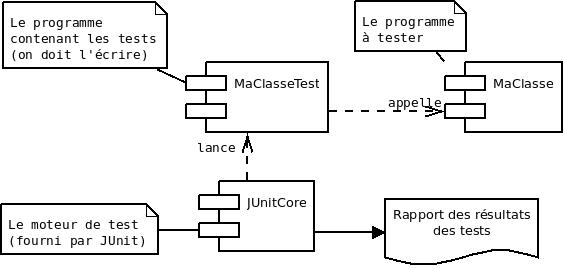 Le programme
contenant les tests
(on doit l'écrire)
Le programme
à tester
MaClasseTest
MaClasse
appelle
lance
JUnitCore
Le moteur de test
(fourni par JUnit)
Rapport des résultats
des tests